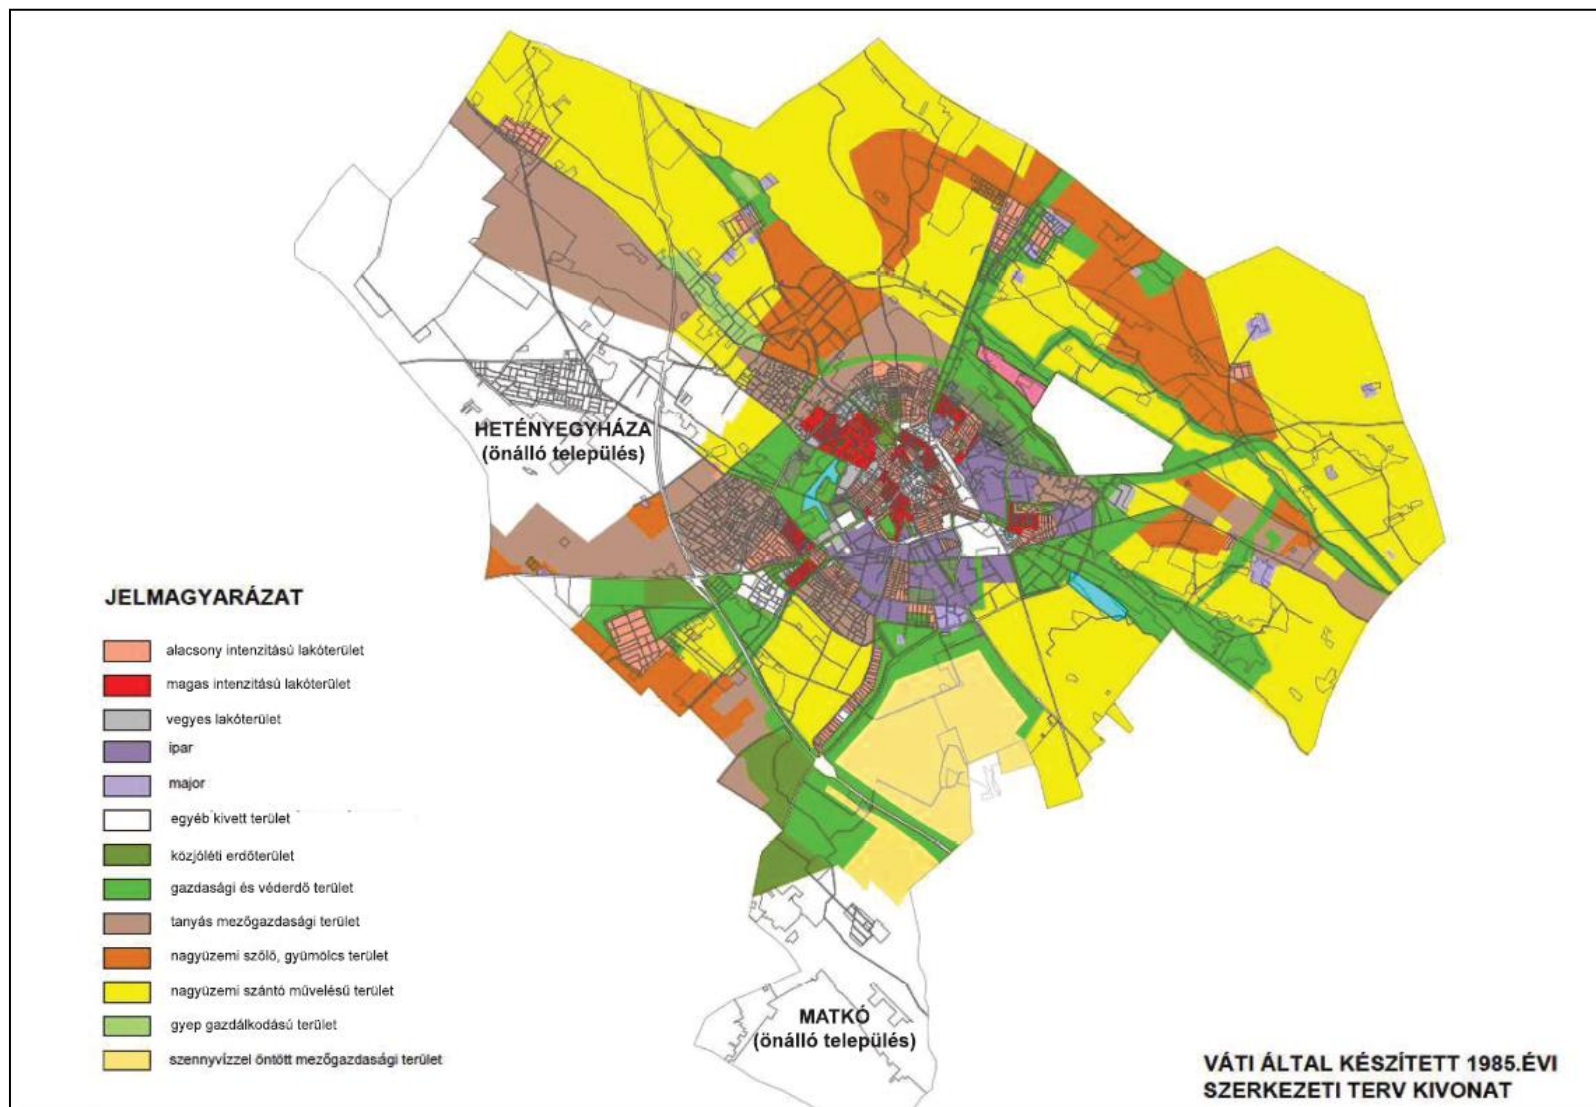 HETÉNYEGYHÁZA
(önálló település)
JELMAGYARÁZAT
alacsony intenzitású lakóterület
magas intenzitású lakóterület
vegyes lakóterület
ipar
major
egyéb kivett terület
közjóléti erdőterület
gazdasági és véderdő terület
tanyás mezőgazdasági terület
nagyüzemi szőlő, gyümölcs terület
nagyüzemi szántó művelésű terület
gyep gazdálkodású terület
szennyvízzel öntött mezőgazdasági terület
MATKÓ
(önálló település)
VÁTI ÁLTAL KÉSZÍTETT 1985.ÉVI
SZERKEZETI TERV KIVONAT